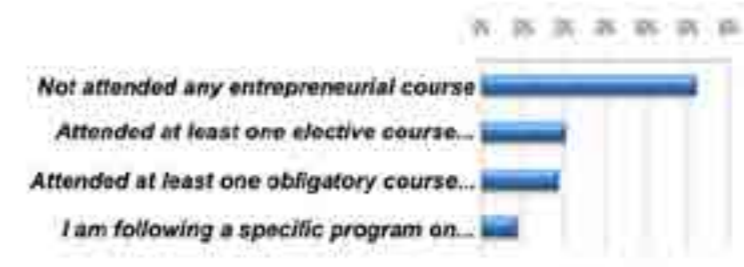 Not attended any entrepreneurial course
Attended at least one elective course...
Attended at least one obligatory course...
I am following a specific program on...